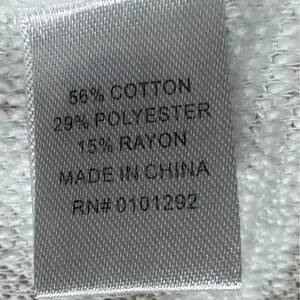 56% COTTON
29% POLYESTER
15% RAYON
MADE IN CHINA
RN# 0101292